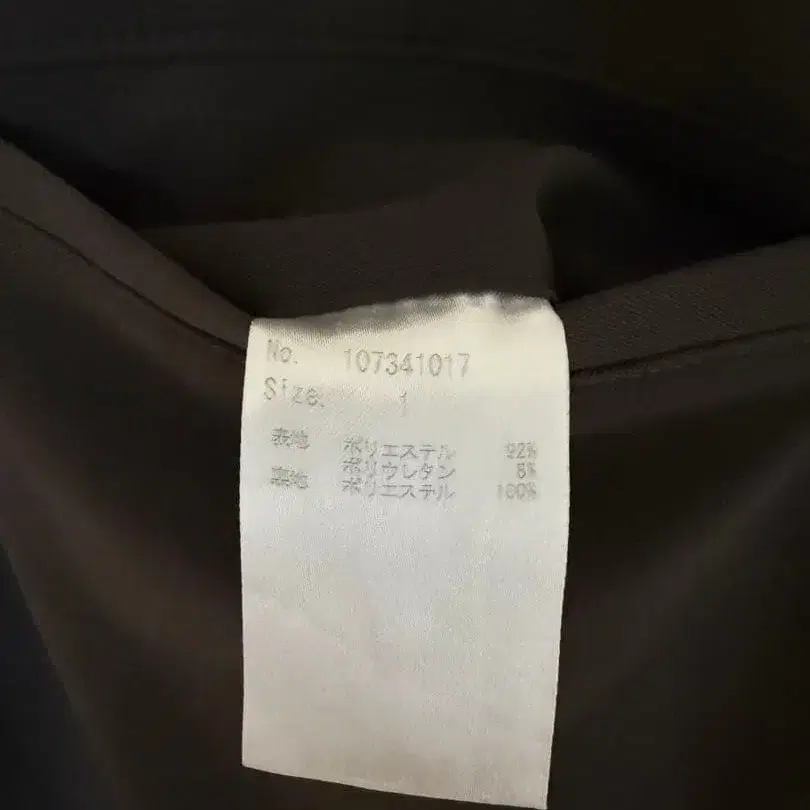 No. 107341017
Size. 1
表地 ポリエステル 92%
ポリウレタン 8%
裏地 ポリエステル 100%